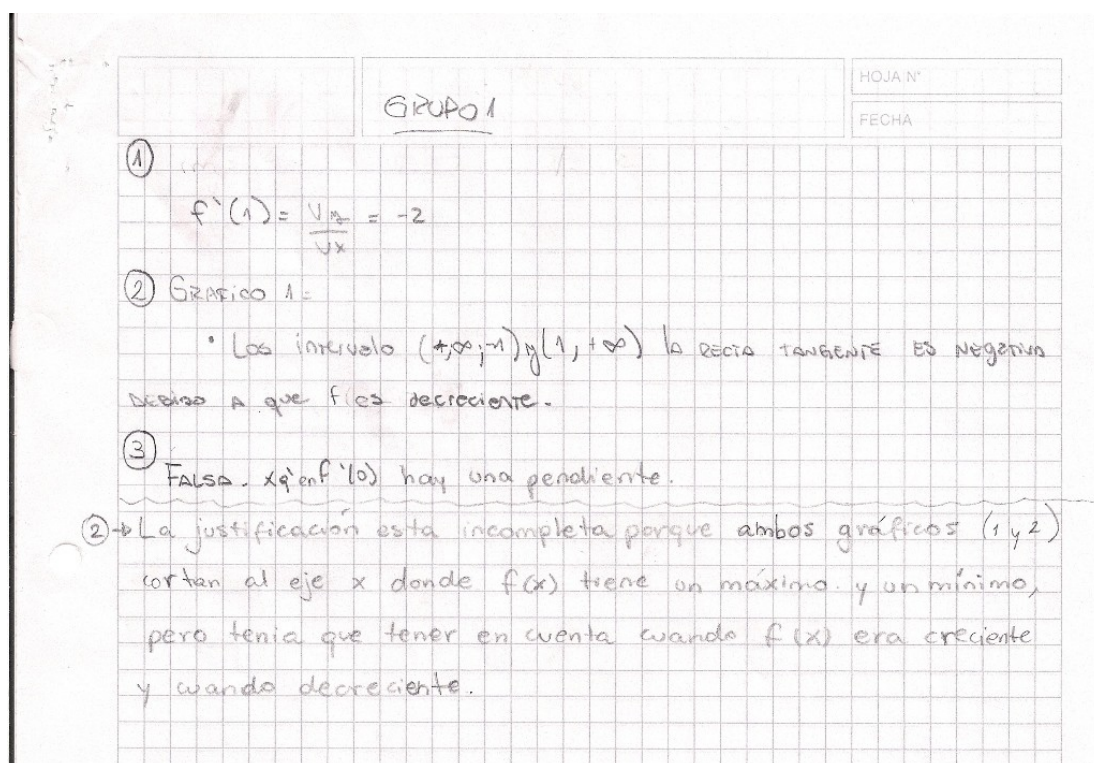 HOJA N°
GRUPO 1
FECHA
①
f`(1) = Vy = -2
Vx
② GRAFICO 1=
• Los intervalo (+,∞;-1) y (1, +∞) la RECTA TANGENTE ES Negativa
DEBIDO A que f es decreciente.
③
FALSA. xq' en f`(0) hay una pendiente.
②→ La justificación esta incompleta porque ambos gráficos (1 y 2)
cortan al eje x donde f(x) tiene un máximo y un mínimo,
pero tenia que tener en cuenta cuando f(x) era creciente
y cuando decreciente.